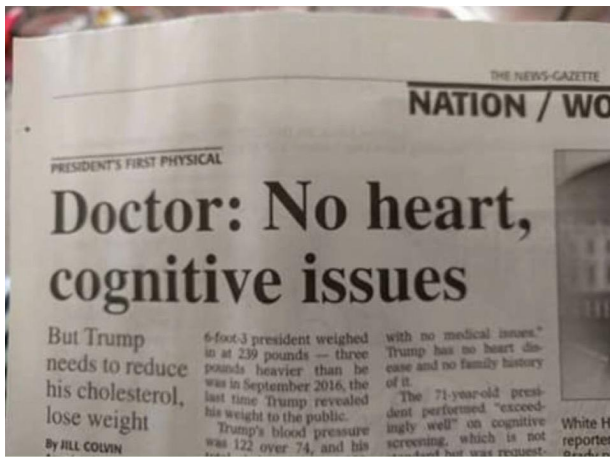 THE NEWS-GAZETTE
NATION / WO
PRESIDENT'S FIRST PHYSICAL
Doctor: No heart,
cognitive issues
But Trump
needs to reduce
his cholesterol,
lose weight
By JILL COLVIN
6-foot-3 president weighed
in at 239 pounds — three
pounds heavier than he
was in September 2016, the
last time Trump revealed
his weight to the public.
Trump's blood pressure
was 122 over 74, and his
with no medical issues."
Trump has no heart dis-
ease and no family history
of it.
The 71-year-old presi-
dent performed "exceed-
ingly well" on cognitive
screening, which is not
but was request-
White H
reporter